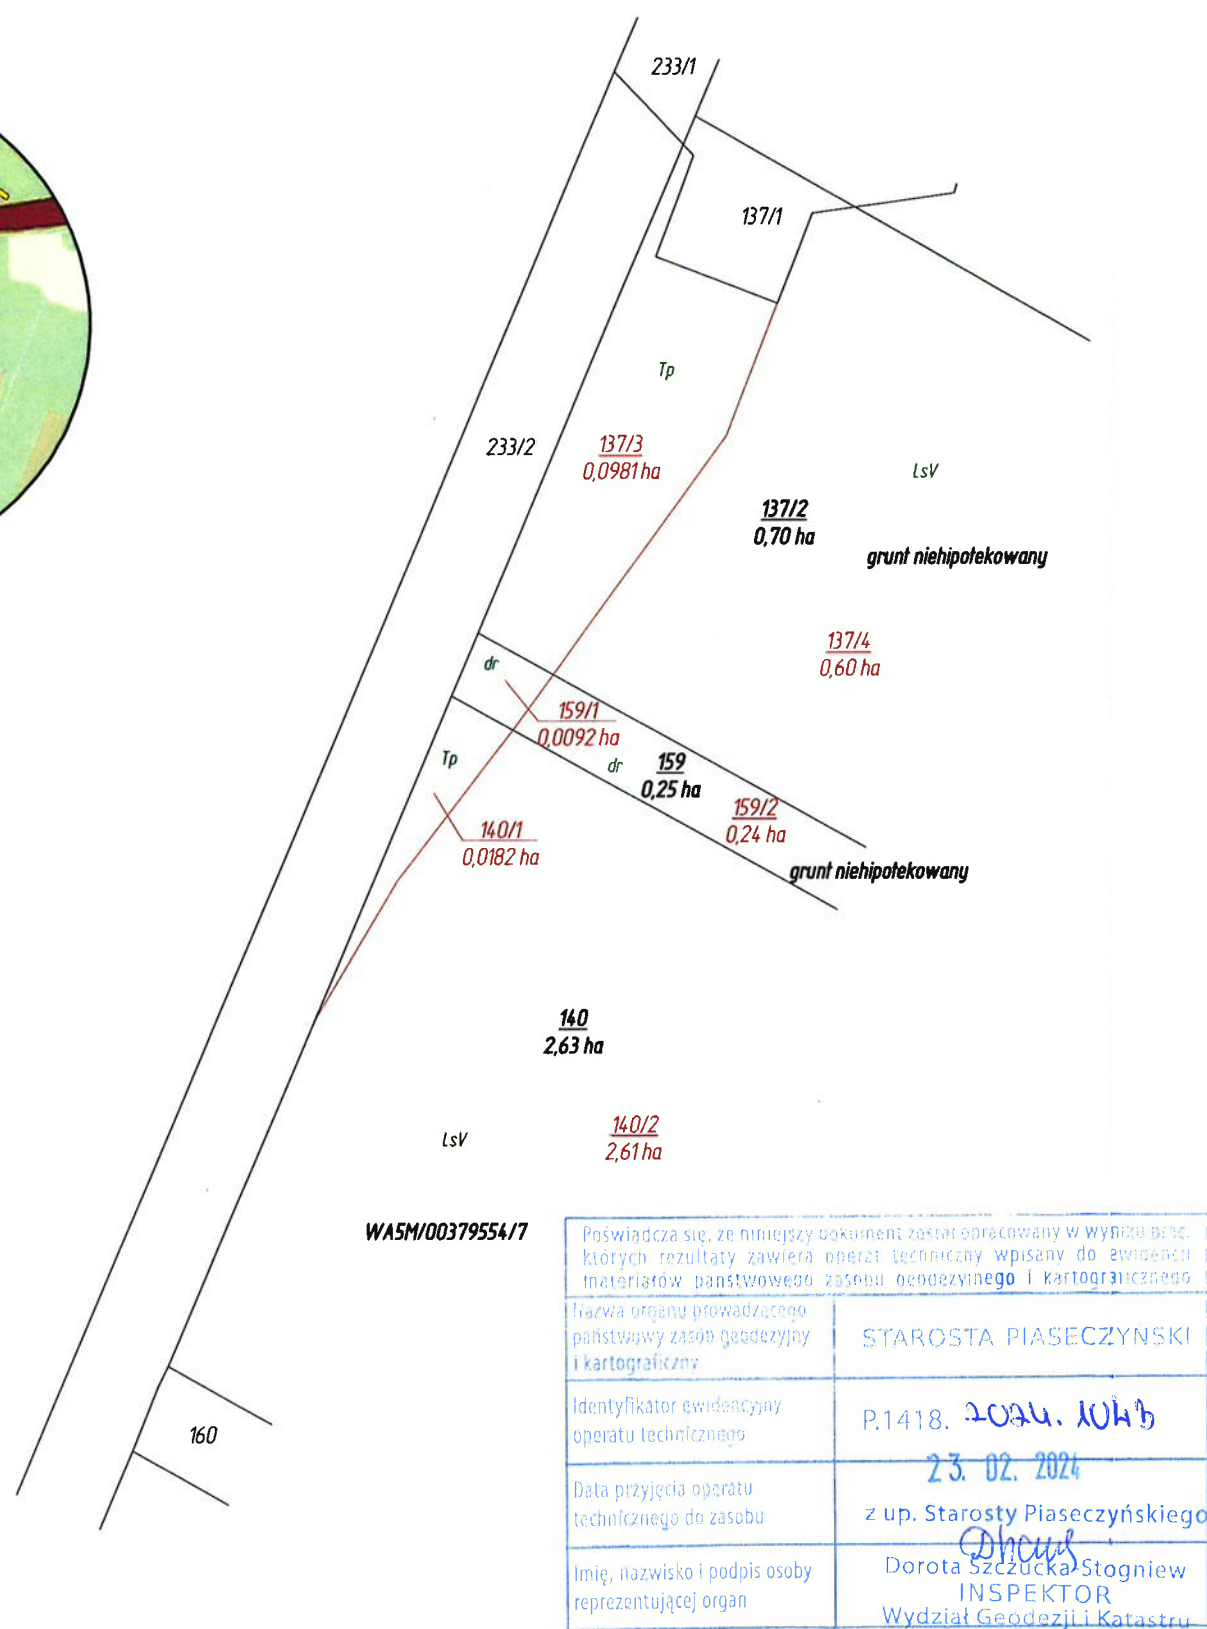 233/1
137/1
Tp
233/2
137/3
0,0981 ha
LsV
137/2
0,70 ha
grunt niehipotekowany
137/4
0,60 ha
dr
159/1
0,0092 ha
Tp
dr
159
0,25 ha
159/2
0,24 ha
140/1
0,0182 ha
grunt niehipotekowany
140
2,63 ha
LsV
140/2
2,61 ha
WA5M/00379554/7
160
Poświadcza się, że niniejszy dokument został opracowany w wyniku prac,
których rezultaty zawiera operat techniczny wpisany do ewidencji
materiałów państwowego zasobu geodezyjnego i kartograficznego
Nazwa organu prowadzącego
państwowy zasób geodezyjny
i kartograficzny
STAROSTA PIASECZYŃSKI
Identyfikator ewidencyjny
operatu technicznego
P.1418. 2024. 1043
Data przyjęcia operatu
technicznego do zasobu
23. 02. 2024
z up. Starosty Piaseczyńskiego
Imię, nazwisko i podpis osoby
reprezentującej organ
Dorota Szczucka-Stogniew
INSPEKTOR
Wydział Geodezji i Katastru